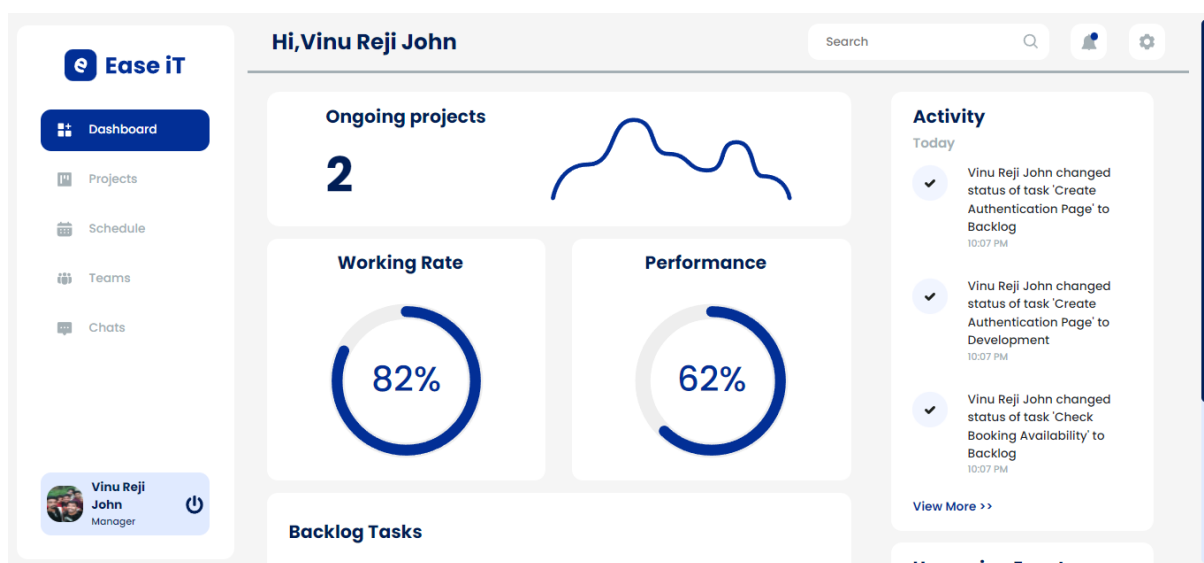 Ease iT
Dashboard
Projects
Schedule
Teams
Chats
Vinu Reji
John
Manager
Hi,Vinu Reji John
Search
Ongoing projects
2
Working Rate
82%
Performance
62%
Backlog Tasks
Activity
Today
Vinu Reji John changed
status of task 'Create
Authentication Page' to
Backlog
10:07 PM
Vinu Reji John changed
status of task 'Create
Authentication Page' to
Development
10:07 PM
Vinu Reji John changed
status of task 'Check
Booking Availability' to
Backlog
10:07 PM
View More >>